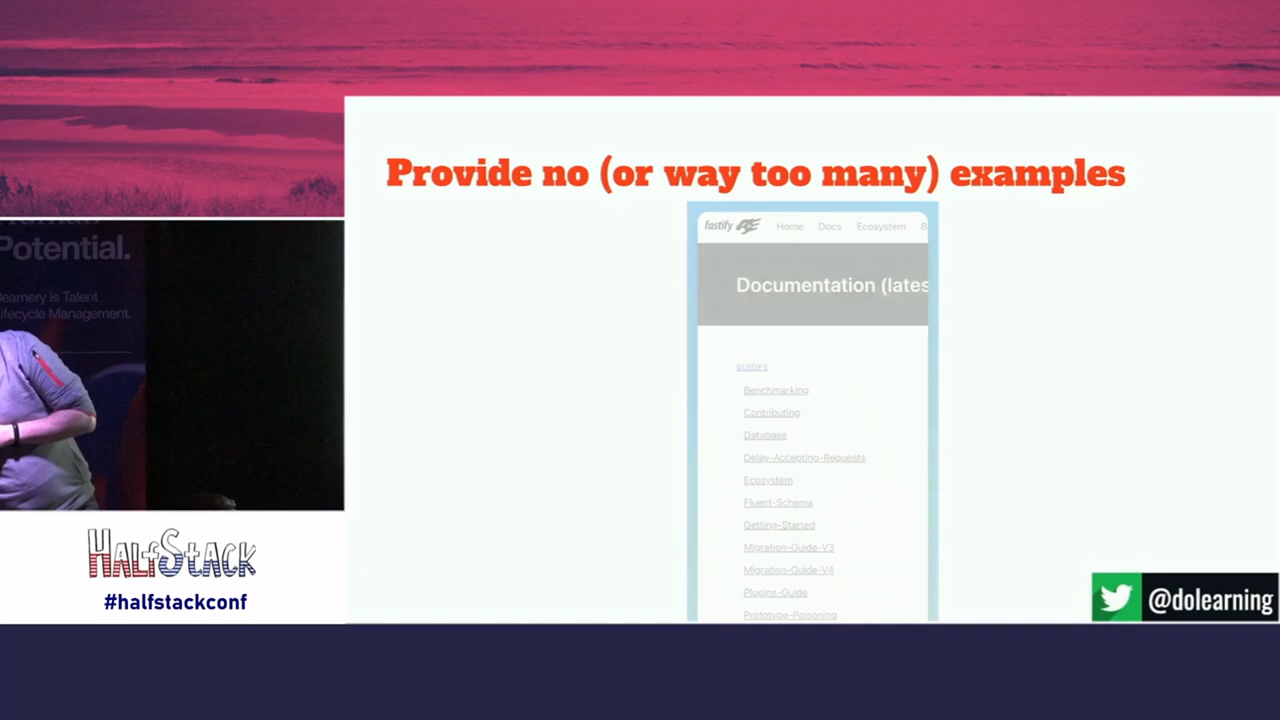 Provide no (or way too many) examples
fastify
Home Docs Ecosystem B
Documentation (lates
GUIDES
Benchmarking
Contributing
Database
Delay-Accepting-Requests
Ecosystem
Fluent-Schema
Getting-Started
Migration-Guide-V3
Migration-Guide-V4
Plugins-Guide
Prototype-Poisoning
Potential.
Beamery is Talent
Lifecycle Management.
HALFSTACK
#halfstackconf
@dolearning